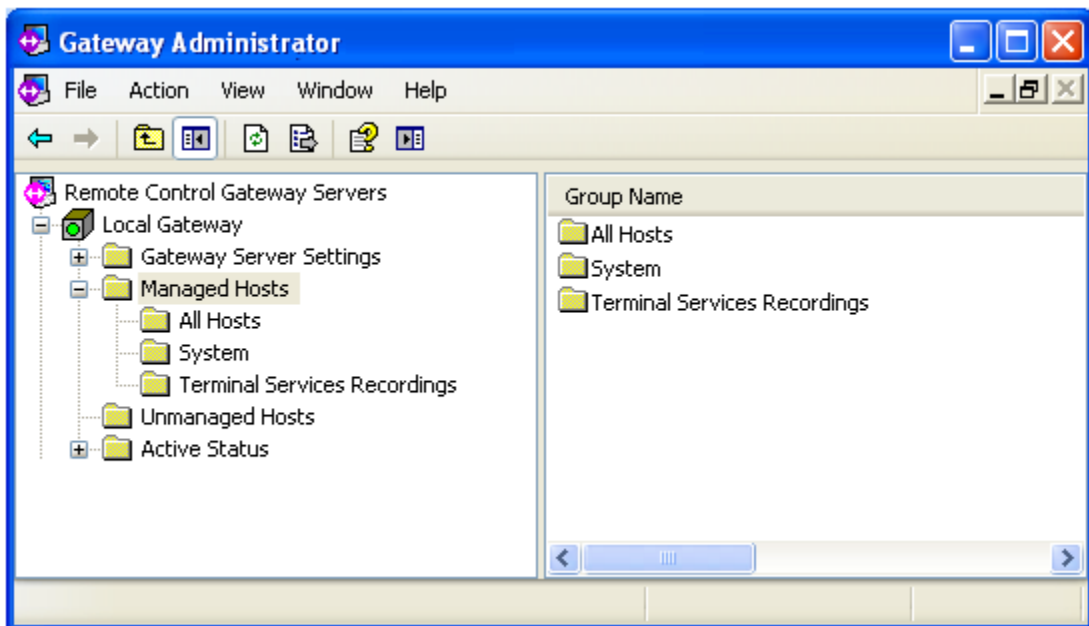 Gateway Administrator
File Action View Window Help
Remote Control Gateway Servers
Local Gateway
Gateway Server Settings
Managed Hosts
All Hosts
System
Terminal Services Recordings
Unmanaged Hosts
Active Status
Group Name
All Hosts
System
Terminal Services Recordings